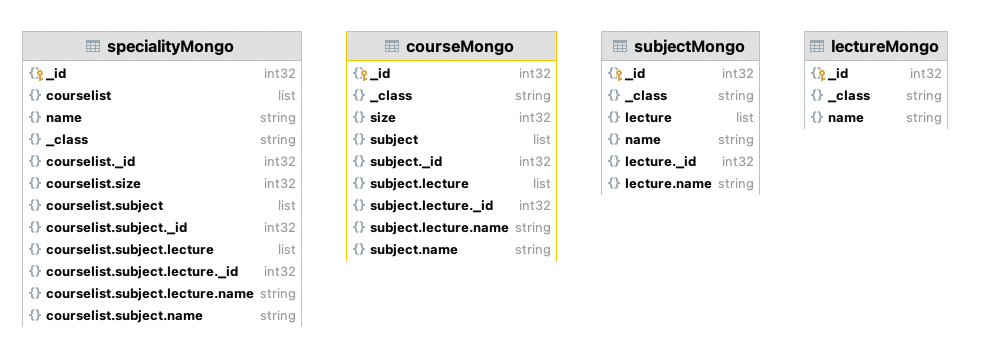 specialityMongo
_id int32
courselist list
name string
_class string
courselist._id int32
courselist.size int32
courselist.subject list
courselist.subject._id int32
courselist.subject.lecture list
courselist.subject.lecture._id int32
courselist.subject.lecture.name string
courselist.subject.name string
courseMongo
_id int32
_class string
size int32
subject list
subject._id int32
subject.lecture list
subject.lecture._id int32
subject.lecture.name string
subject.name string
subjectMongo
_id int32
_class string
lecture list
name string
lecture._id int32
lecture.name string
lectureMongo
_id int32
_class string
name string